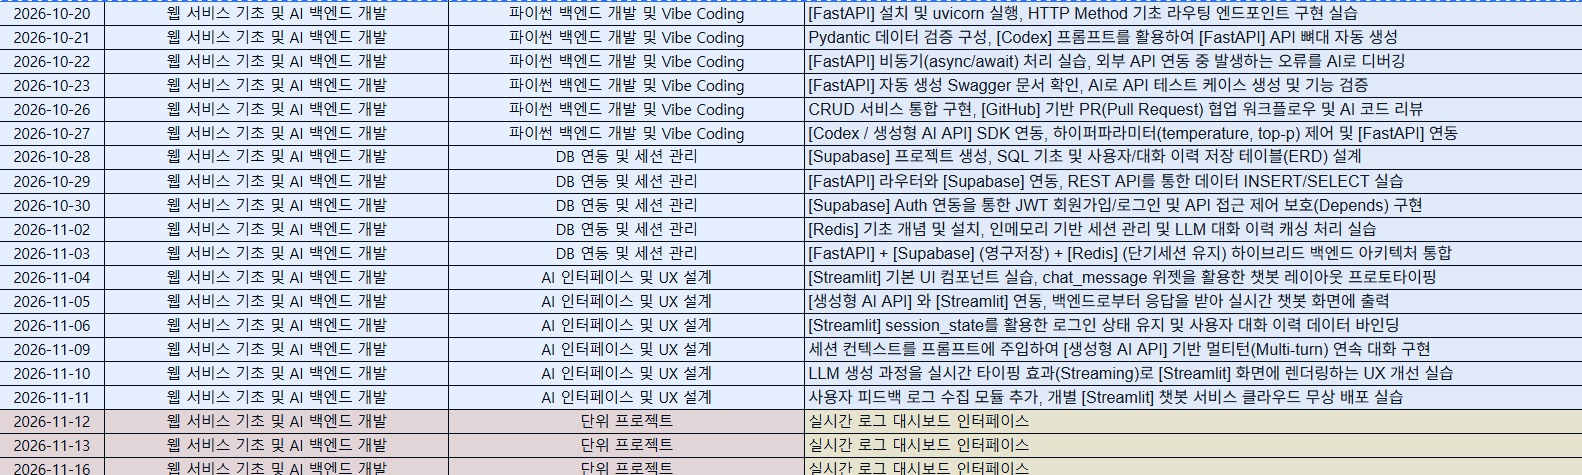 2026-10-20 웹 서비스 기초 및 AI 백엔드 개발 파이썬 백엔드 개발 및 Vibe Coding [FastAPI] 설치 및 uvicorn 실행, HTTP Method 기초 라우팅 엔드포인트 구현 실습
2026-10-21 웹 서비스 기초 및 AI 백엔드 개발 파이썬 백엔드 개발 및 Vibe Coding Pydantic 데이터 검증 구성, [Codex] 프롬프트를 활용하여 [FastAPI] API 뼈대 자동 생성
2026-10-22 웹 서비스 기초 및 AI 백엔드 개발 파이썬 백엔드 개발 및 Vibe Coding [FastAPI] 비동기(async/await) 처리 실습, 외부 API 연동 중 발생하는 오류를 AI로 디버깅
2026-10-23 웹 서비스 기초 및 AI 백엔드 개발 파이썬 백엔드 개발 및 Vibe Coding [FastAPI] 자동 생성 Swagger 문서 확인, AI로 API 테스트 케이스 생성 및 기능 검증
2026-10-26 웹 서비스 기초 및 AI 백엔드 개발 파이썬 백엔드 개발 및 Vibe Coding CRUD 서비스 통합 구현, [GitHub] 기반 PR(Pull Request) 협업 워크플로우 및 AI 코드 리뷰
2026-10-27 웹 서비스 기초 및 AI 백엔드 개발 파이썬 백엔드 개발 및 Vibe Coding [Codex / 생성형 AI API] SDK 연동, 하이퍼파라미터(temperature, top-p) 제어 및 [FastAPI] 연동
2026-10-28 웹 서비스 기초 및 AI 백엔드 개발 DB 연동 및 세션 관리 [Supabase] 프로젝트 생성, SQL 기초 및 사용자/대화 이력 저장 테이블(ERD) 설계
2026-10-29 웹 서비스 기초 및 AI 백엔드 개발 DB 연동 및 세션 관리 [FastAPI] 라우터와 [Supabase] 연동, REST API를 통한 데이터 INSERT/SELECT 실습
2026-10-30 웹 서비스 기초 및 AI 백엔드 개발 DB 연동 및 세션 관리 [Supabase] Auth 연동을 통한 JWT 회원가입/로그인 및 API 접근 제어 보호(Depends) 구현
2026-11-02 웹 서비스 기초 및 AI 백엔드 개발 DB 연동 및 세션 관리 [Redis] 기초 개념 및 설치, 인메모리 기반 세션 관리 및 LLM 대화 이력 캐싱 처리 실습
2026-11-03 웹 서비스 기초 및 AI 백엔드 개발 DB 연동 및 세션 관리 [FastAPI] + [Supabase] (영구저장) + [Redis] (단기세션 유지) 하이브리드 백엔드 아키텍처 통합
2026-11-04 웹 서비스 기초 및 AI 백엔드 개발 AI 인터페이스 및 UX 설계 [Streamlit] 기본 UI 컴포넌트 실습, chat_message 위젯을 활용한 챗봇 레이아웃 프로토타이핑
2026-11-05 웹 서비스 기초 및 AI 백엔드 개발 AI 인터페이스 및 UX 설계 [생성형 AI API] 와 [Streamlit] 연동, 백엔드로부터 응답을 받아 실시간 챗봇 화면에 출력
2026-11-06 웹 서비스 기초 및 AI 백엔드 개발 AI 인터페이스 및 UX 설계 [Streamlit] session_state를 활용한 로그인 상태 유지 및 사용자 대화 이력 데이터 바인딩
2026-11-09 웹 서비스 기초 및 AI 백엔드 개발 AI 인터페이스 및 UX 설계 세션 컨텍스트를 프롬프트에 주입하여 [생성형 AI API] 기반 멀티턴(Multi-turn) 연속 대화 구현
2026-11-10 웹 서비스 기초 및 AI 백엔드 개발 AI 인터페이스 및 UX 설계 LLM 생성 과정을 실시간 타이핑 효과(Streaming)로 [Streamlit] 화면에 렌더링하는 UX 개선 실습
2026-11-11 웹 서비스 기초 및 AI 백엔드 개발 AI 인터페이스 및 UX 설계 사용자 피드백 로그 수집 모듈 추가, 개별 [Streamlit] 챗봇 서비스 클라우드 무상 배포 실습
2026-11-12 웹 서비스 기초 및 AI 백엔드 개발 단위 프로젝트 실시간 로그 대시보드 인터페이스
2026-11-13 웹 서비스 기초 및 AI 백엔드 개발 단위 프로젝트 실시간 로그 대시보드 인터페이스
2026-11-16 웹 서비스 기초 및 AI 백엔드 개발 단위 프로젝트 실시간 로그 대시보드 인터페이스